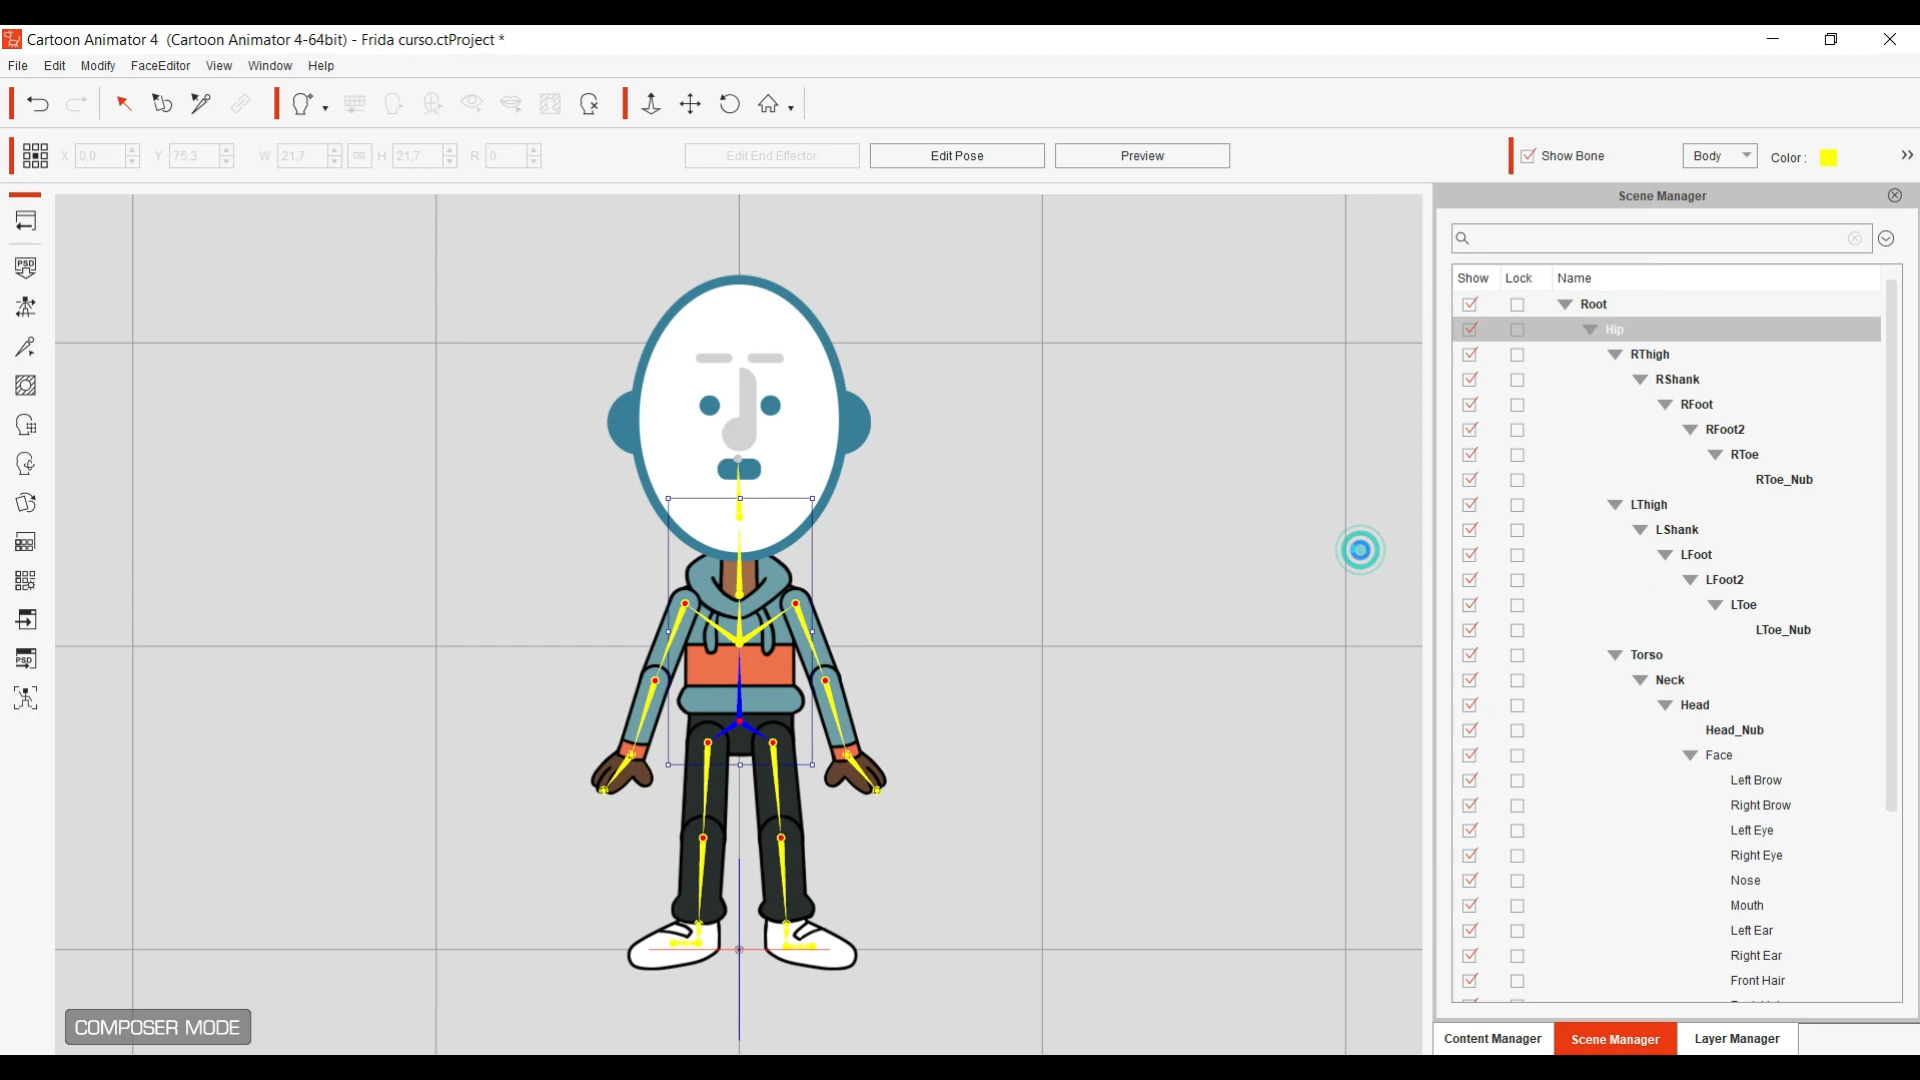 Cartoon Animator 4 (Cartoon Animator 4-64bit) - Frida curso.ctProject *
File Edit Modify FaceEditor View Window Help
X 0,0 Y 75,3 W 21,7 H 21,7 R 0 Edit End Effector Edit Pose Preview Show Bone Body Color :
Scene Manager
Show Lock Name
Root
Hip
RThigh
RShank
RFoot
RFoot2
RToe
RToe_Nub
LThigh
LShank
LFoot
LFoot2
LToe
LToe_Nub
Torso
Neck
Head
Head_Nub
Face
Left Brow
Right Brow
Left Eye
Right Eye
Nose
Mouth
Left Ear
Right Ear
Front Hair
PSD
PSD
COMPOSER MODE
Content Manager Scene Manager Layer Manager